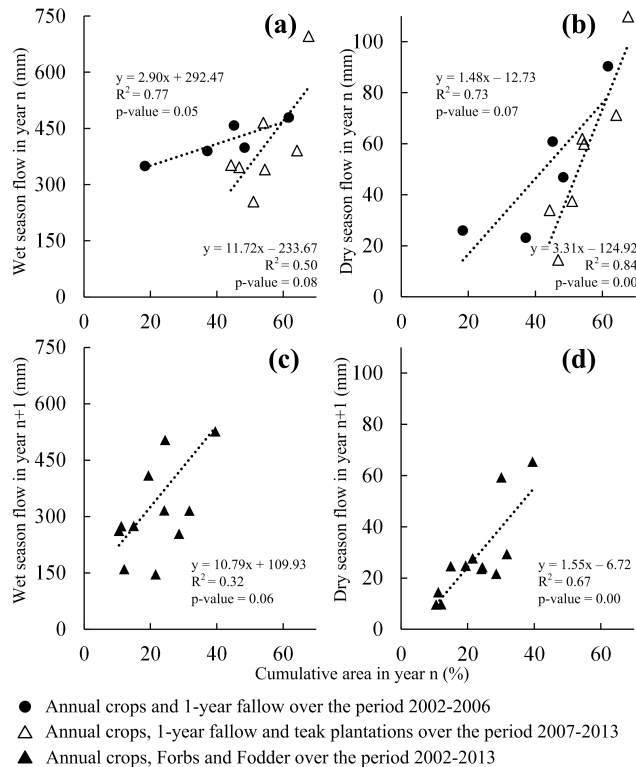 (a)
Wet season flow in year n (mm)
750
600
450
300
150
0
y = 2.90x + 292.47
R² = 0.77
p-value = 0.05
y = 11.72x − 233.67
R² = 0.50
p-value = 0.08
20
40
60
(b)
Dry season flow in year n (mm)
100
80
60
40
20
0
y = 1.48x − 12.73
R² = 0.73
p-value = 0.07
y = 3.31x − 124.92
R² = 0.84
p-value = 0.00
0
20
40
60
(c)
Wet season flow in year n+1 (mm)
750
600
450
300
150
0
y = 10.79x + 109.93
R² = 0.32
p-value = 0.06
20
40
60
(d)
Dry season flow in year n+1 (mm)
100
80
60
40
20
0
y = 1.55x − 6.72
R² = 0.67
p-value = 0.00
0
20
40
60
Cumulative area in year n (%)
Annual crops and 1-year fallow over the period 2002-2006
Annual crops, 1-year fallow and teak plantations over the period 2007-2013
Annual crops, Forbs and Fodder over the period 2002-2013